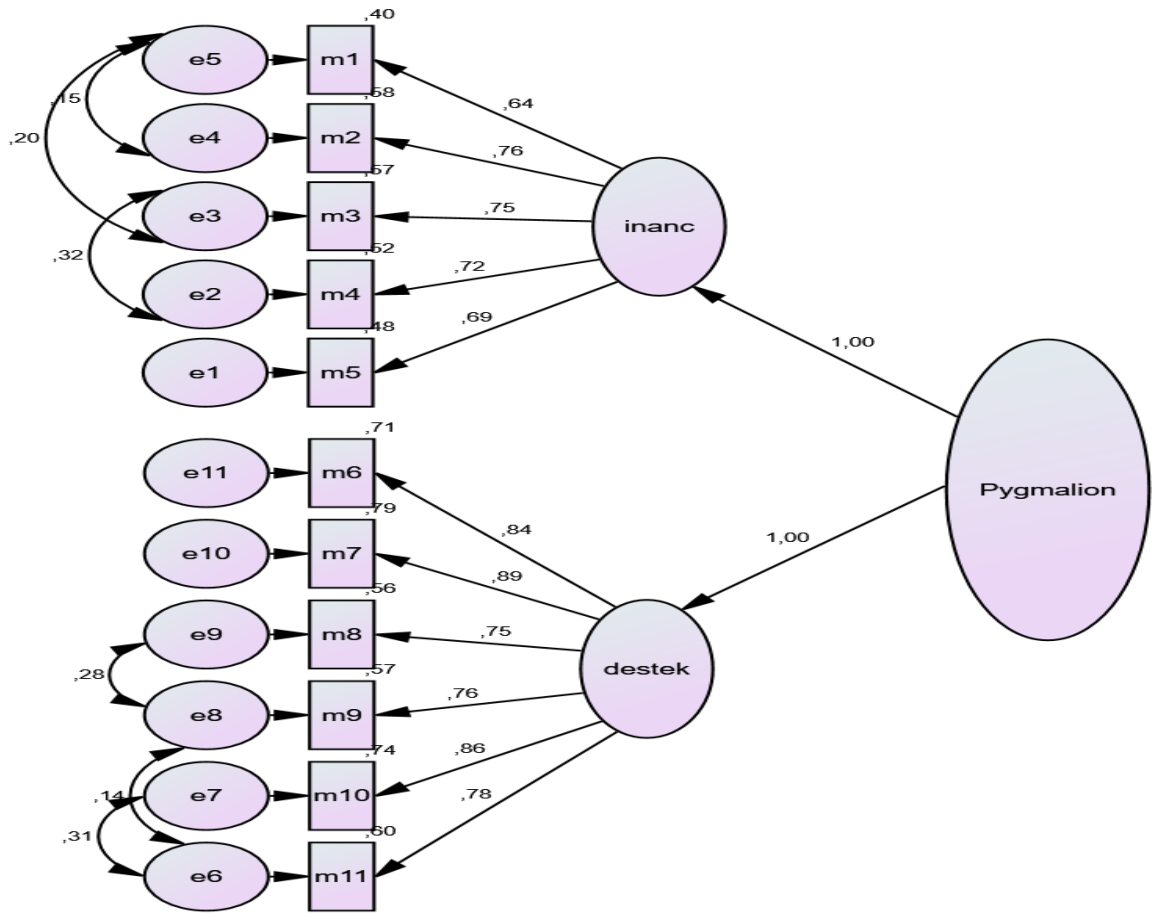 ,40
e5
m1
,58
,64
,15
,20
e4
m2
,76
,57
e3
m3
,75
inanc
,52
,32
e2
m4
,72
,48
,69
e1
m5
1,00
,71
e11
m6
Pygmalion
,79
,84
1,00
e10
m7
,89
,56
e9
m8
,75
,57
destek
,28
e8
m9
,76
,74
,86
,14
e7
m10
,78
,60
,31
e6
m11